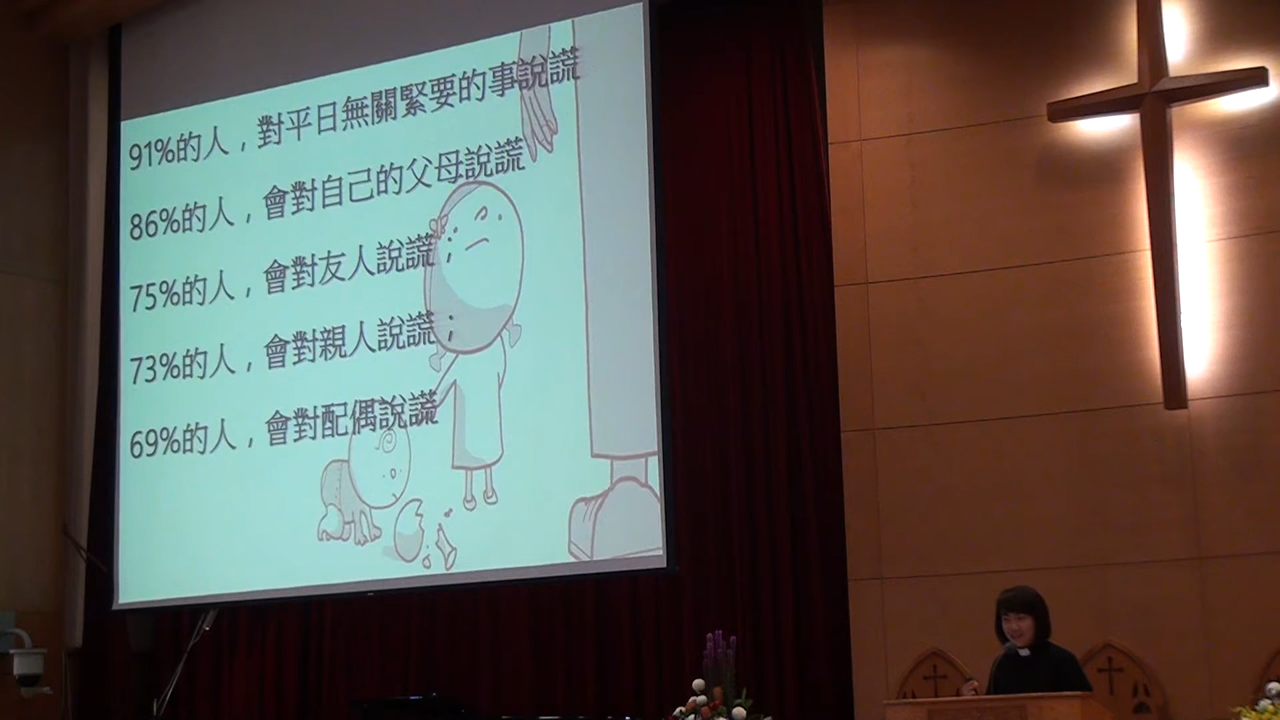 91%的人，對平日無關緊要的事說謊
86%的人，會對自己的父母說謊
75%的人，會對友人說謊；
73%的人，會對親人說謊；
69%的人，會對配偶說謊